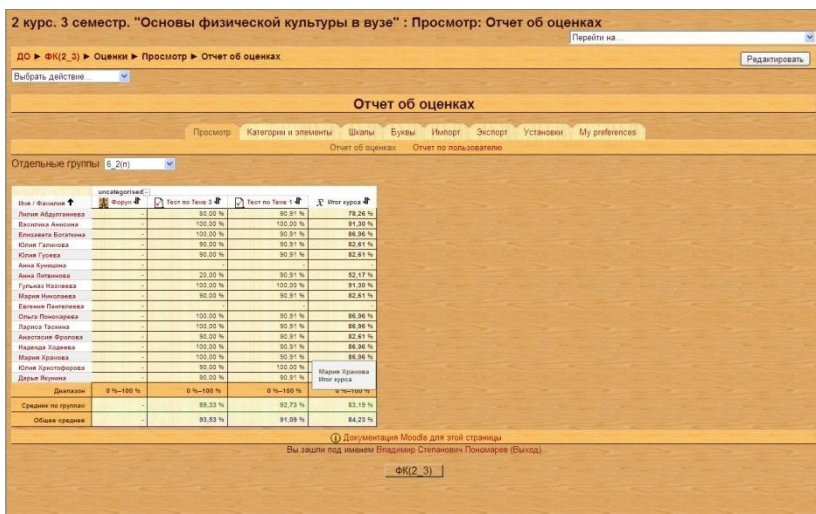 2 курс. 3 семестр. "Основы физической культуры в вузе" : Просмотр: Отчет об оценках
Перейти на...
ДО ► ФК(2_3) ► Оценки ► Просмотр ► Отчет об оценках
Редактировать
Выбрать действие...
Отчет об оценках
Просмотр Категории и элементы Шкалы Буквы Импорт Экспорт Установки My preferences
Отчет об оценках Отчет по пользователю
Отдельные группы 6_2(п)
uncategorised
Имя / Фамилия Форум Тест по Теме 3 Тест по Теме 1 Итог курса
Лилия - 80,00 % 90,91 % 78,26 %
Василика Анисина - 100,00 % 100,00 % 91,30 %
Елизавета Богаткина - 100,00 % 90,91 % 86,96 %
Юлия Галинова - 90,00 % 90,91 % 82,61 %
Юлия Гусева - 90,00 % 90,91 % 82,61 %
Анна Куницина - - -
Анна Литвинова - 20,00 % 90,91 % 52,17 %
Гульназ - 100,00 % 100,00 % 91,30 %
Мария Николаева - 90,00 % 90,91 % 82,61 %
Евгения Пантелеева - - -
Ольга Пономарева - 100,00 % 90,91 % 86,96 %
Лариса Таскина - 100,00 % 90,91 % 86,96 %
Анастасия Фролова - 90,00 % 90,91 % 82,61 %
Надежда Ходеева - 100,00 % 90,91 % 86,96 %
Мария Храмова - 100,00 % 90,91 % 86,96 %
Юлия Христофорова - 90,00 % 100,00 %
Дарья Якунина - 90,00 % 90,91 %
Мария Храмова
Итог курса
Диапазон 0 %–100 % 0 %–100 % 0 %–100 % 0 %–100 %
Среднее по группам - 89,33 % 92,73 % 83,19 %
Общее среднее - 93,53 % 91,09 % 84,23 %
Документация Moodle для этой страницы
Вы зашли под именем Владимир Степанович Пономарев (Выход)
ФК(2_3)